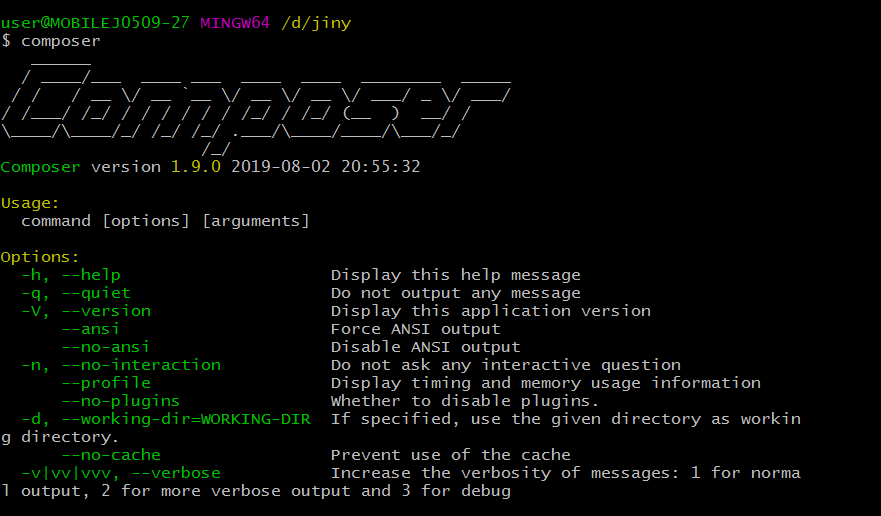 user@MOBILEJ0509-27 MINGW64 /d/jiny
$ composer
   ______
  / ____/___  ____ ___  ____  ____  ________  _____
 / /   / __ \/ __ `__ \/ __ \/ __ \/ ___/ _ \/ ___/
/ /___/ /_/ / / / / / / /_/ / /_/ (__  )  __/ /
\____/\____/_/ /_/ /_/ .___/\____/____/\___/_/
                    /_/
Composer version 1.9.0 2019-08-02 20:55:32

Usage:
  command [options] [arguments]

Options:
  -h, --help                     Display this help message
  -q, --quiet                    Do not output any message
  -V, --version                  Display this application version
      --ansi                     Force ANSI output
      --no-ansi                  Disable ANSI output
  -n, --no-interaction           Do not ask any interactive question
      --profile                  Display timing and memory usage information
      --no-plugins               Whether to disable plugins.
  -d, --working-dir=WORKING-DIR  If specified, use the given directory as workin
g directory.
      --no-cache                 Prevent use of the cache
  -v|vv|vvv, --verbose           Increase the verbosity of messages: 1 for norma
l output, 2 for more verbose output and 3 for debug